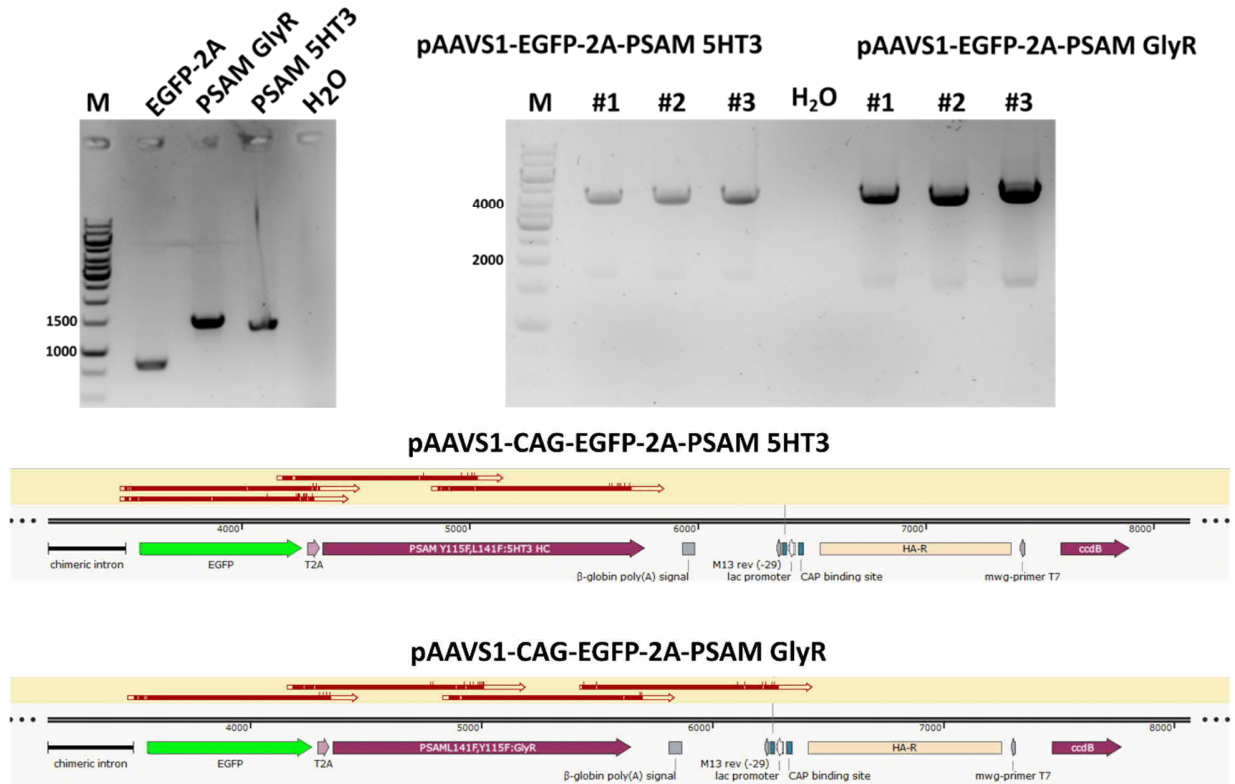 EGFP-2A
PSAM GlyR
PSAM 5HT3
H2O
M
1500
1000
pAAVS1-EGFP-2A-PSAM 5HT3
pAAVS1-EGFP-2A-PSAM GlyR
M #1 #2 #3 H₂O #1 #2 #3
4000
2000
pAAVS1-CAG-EGFP-2A-PSAM 5HT3
4000 5000 6000 7000 8000
PSAM Y115F,L141F:5HT3 HC HA-R ccdB
chimeric intron EGFP T2A M13 rev (-29) CAP binding site mwg-primer T7
β-globin poly(A) signal lac promoter
pAAVS1-CAG-EGFP-2A-PSAM GlyR
4000 5000 6000 7000 8000
PSAML141F,Y115F:GlyR HA-R ccdB
chimeric intron EGFP T2A M13 rev (-29) CAP binding site mwg-primer T7
β-globin poly(A) signal lac promoter